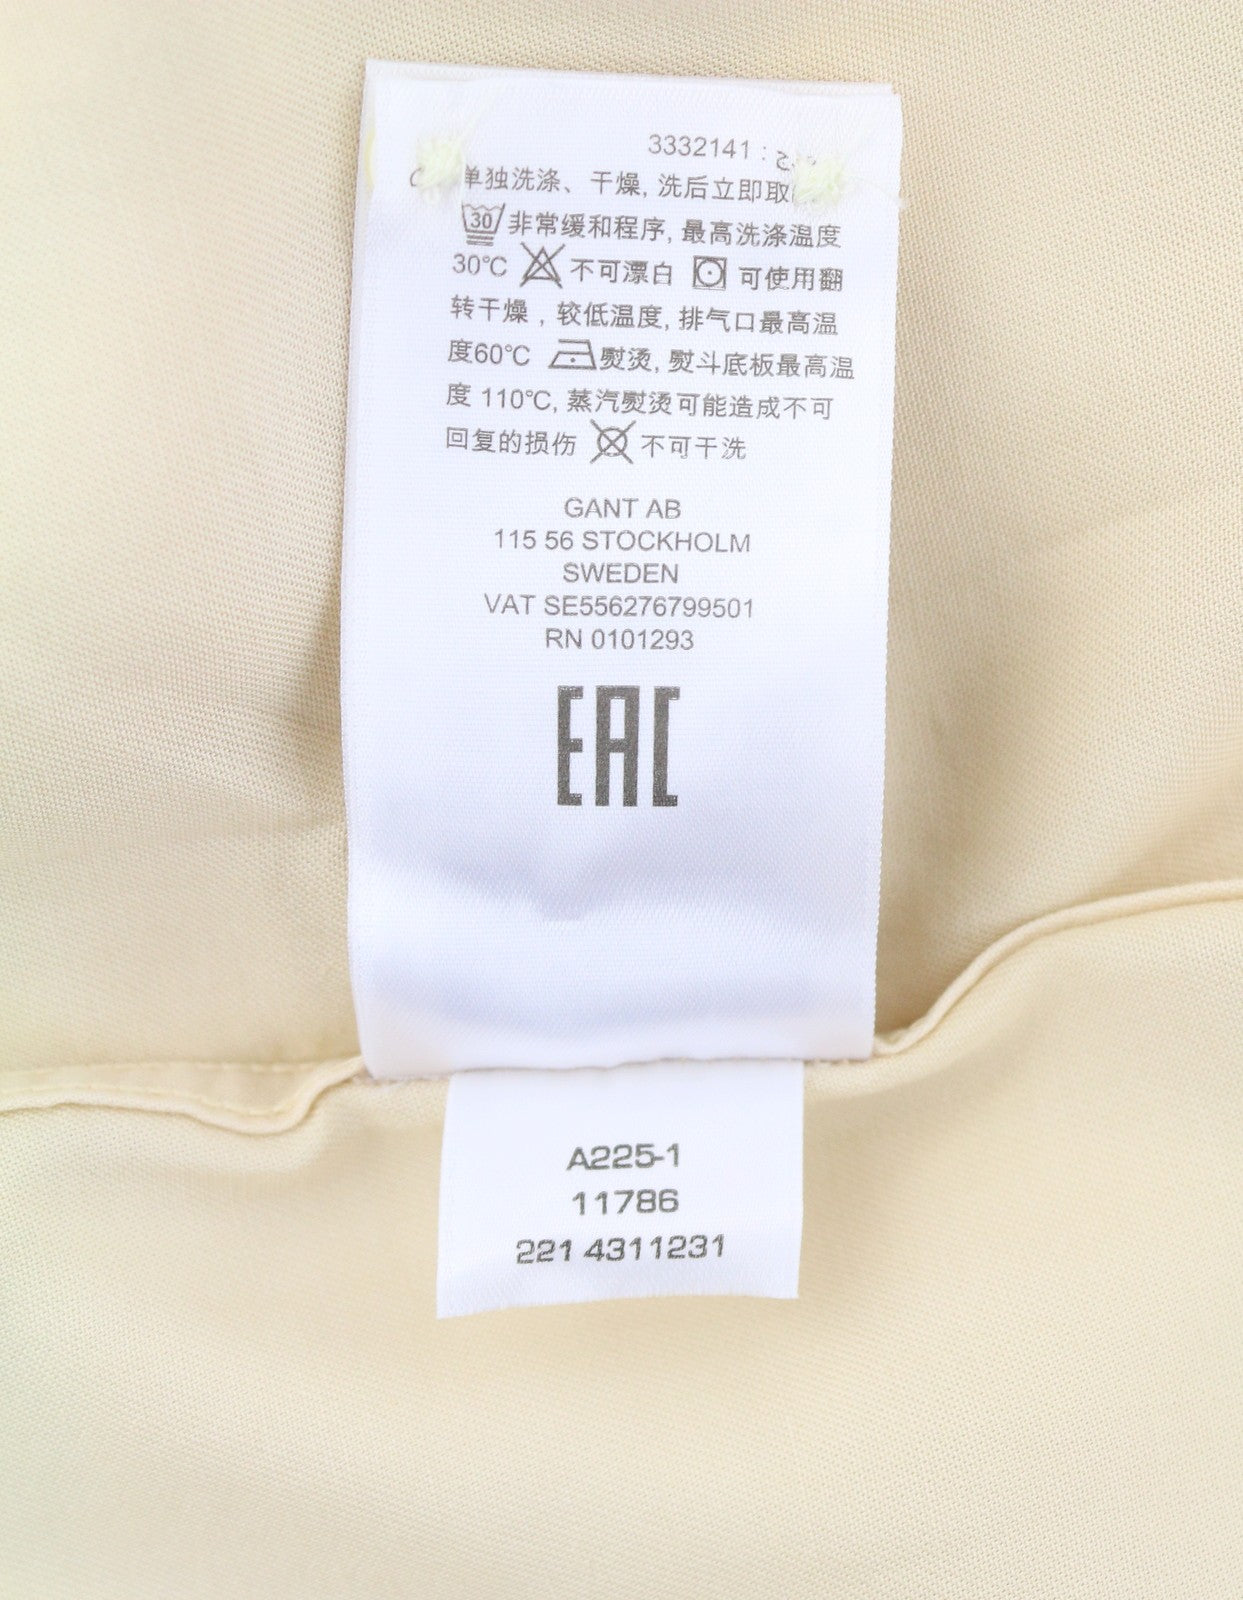 3332141 :
单独洗涤、干燥, 洗后立即取
30 非常缓和程序, 最高洗涤温度
30℃ 不可漂白 可使用翻
转干燥 , 较低温度, 排气口最高温
度60℃ 熨烫, 熨斗底板最高温
度 110℃, 蒸汽熨烫可能造成不可
回复的损伤 不可干洗
GANT AB
115 56 STOCKHOLM
SWEDEN
VAT SE556276799501
RN 0101293
EAC
A225-1
11786
221 4311231